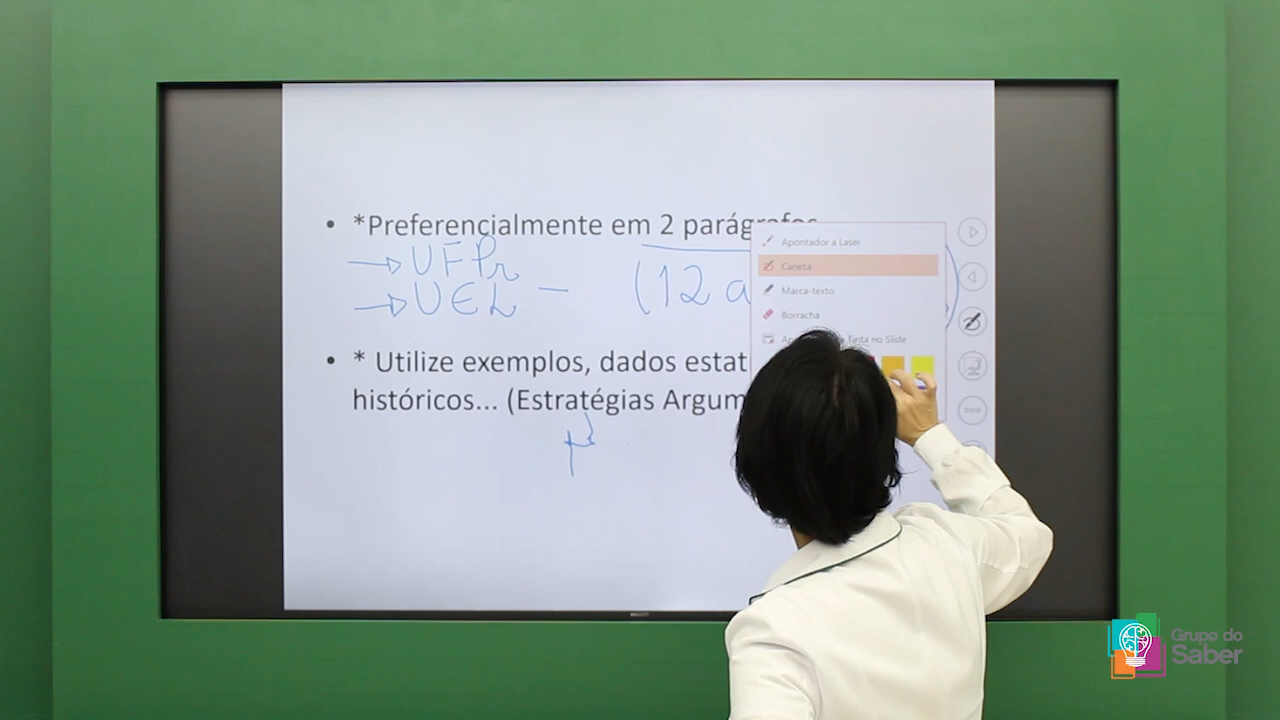 • *Preferencialmente em 2 parágrafos
→ UFPr
→ UEL – (12 a
• * Utilize exemplos, dados estat
históricos... (Estratégias Argum
Apontador a Laser
Caneta
Marca-texto
Borracha
Tinta no Slide
Grupo do
Saber